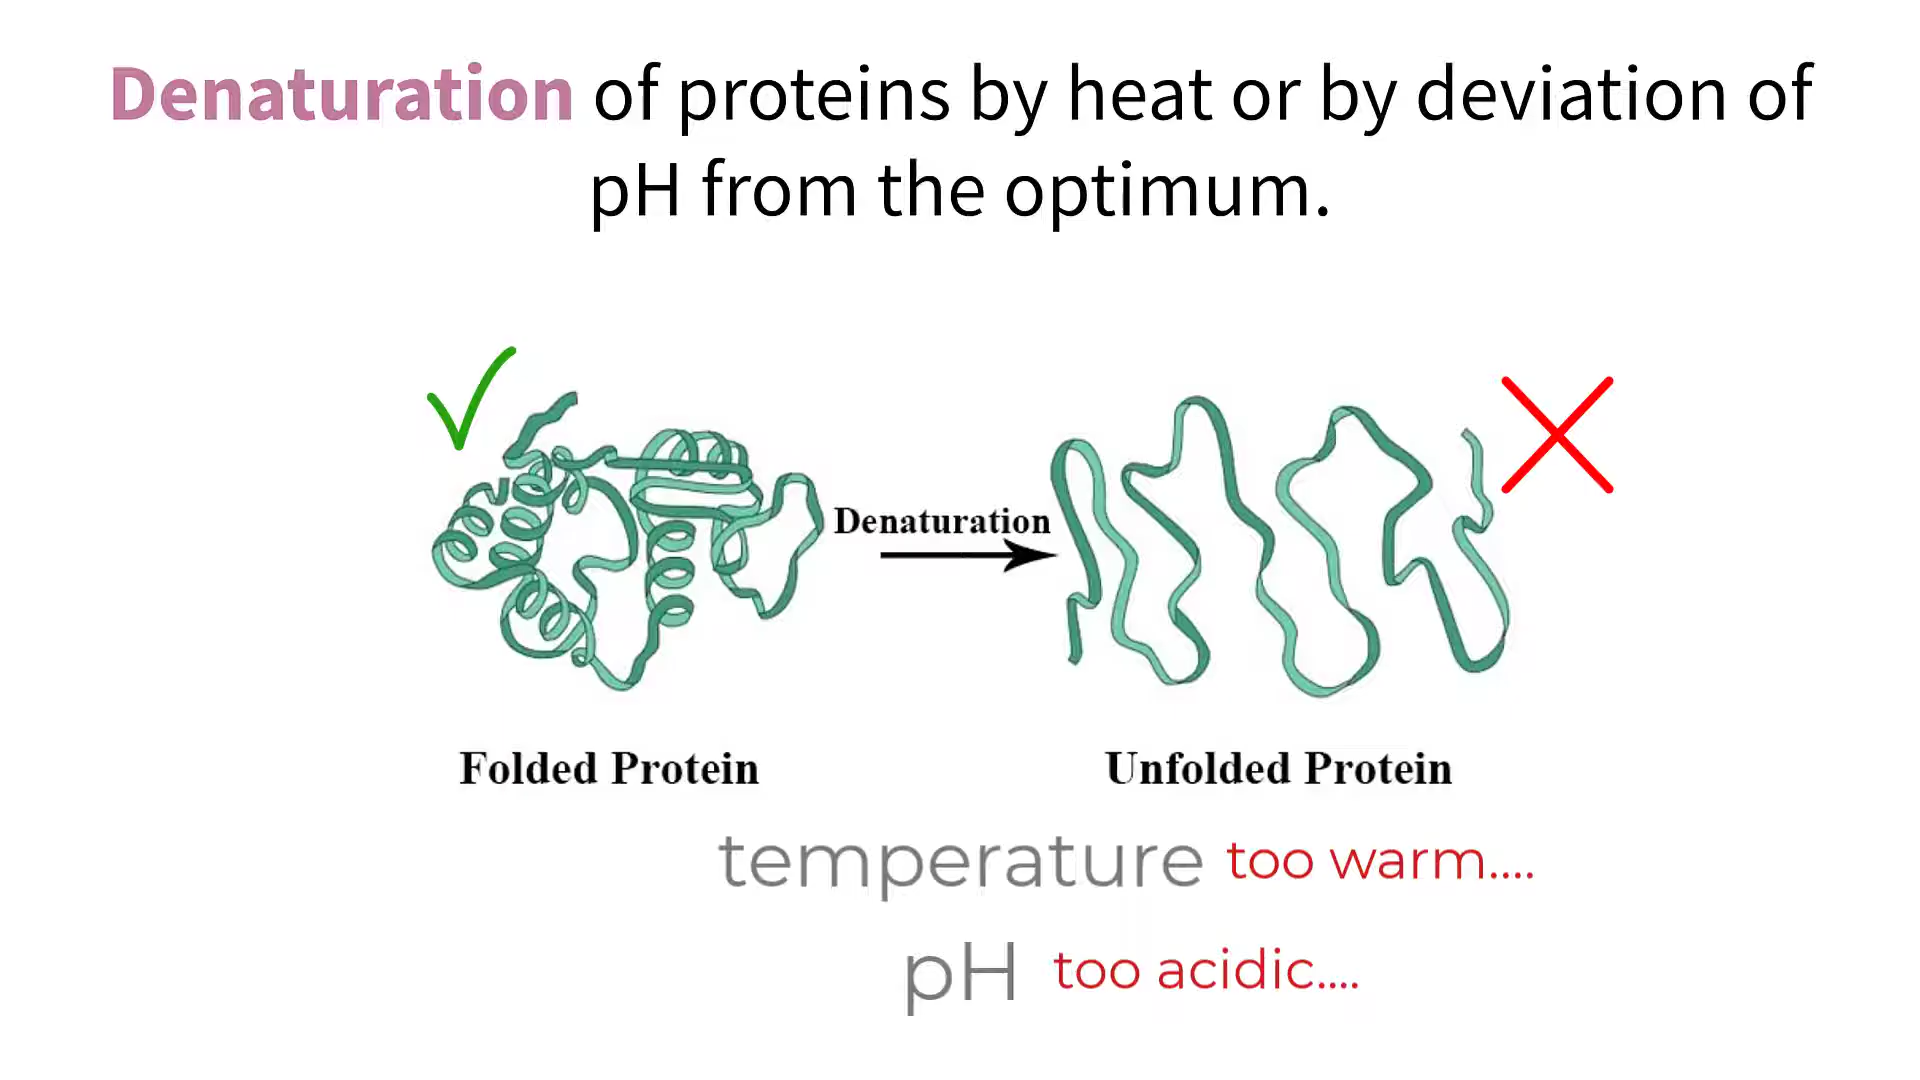 Denaturation of proteins by heat or by deviation of
pH from the optimum.
Denaturation
Folded Protein
Unfolded Protein
temperature too warm....
pH too acidic....